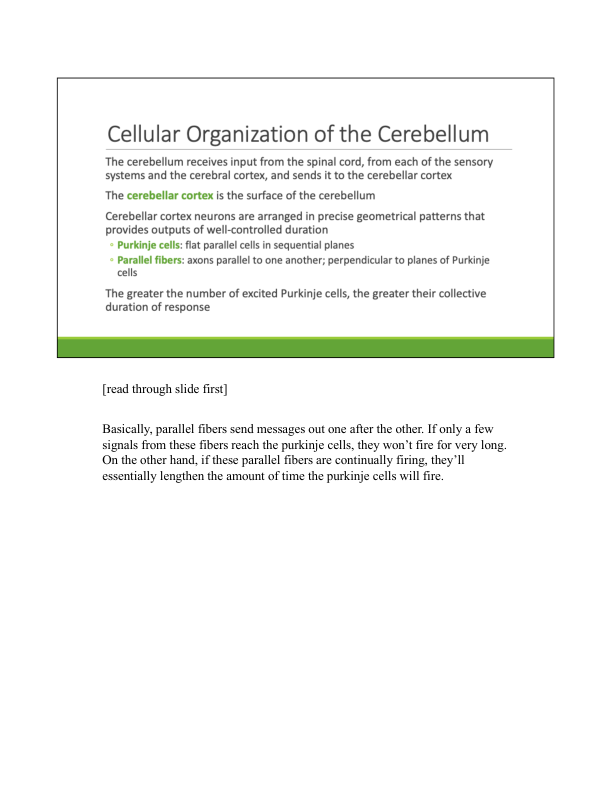 Cellular Organization of the Cerebellum
The cerebellum receives input from the spinal cord, from each of the sensory
systems and the cerebral cortex, and sends it to the cerebellar cortex
The cerebellar cortex is the surface of the cerebellum
Cerebellar cortex neurons are arranged in precise geometrical patterns that
provides outputs of well-controlled duration
• Purkinje cells: flat parallel cells in sequential planes
• Parallel fibers: axons parallel to one another; perpendicular to planes of Purkinje
cells
The greater the number of excited Purkinje cells, the greater their collective
duration of response
[read through slide first]
Basically, parallel fibers send messages out one after the other. If only a few
signals from these fibers reach the purkinje cells, they won’t fire for very long.
On the other hand, if these parallel fibers are continually firing, they’ll
essentially lengthen the amount of time the purkinje cells will fire.